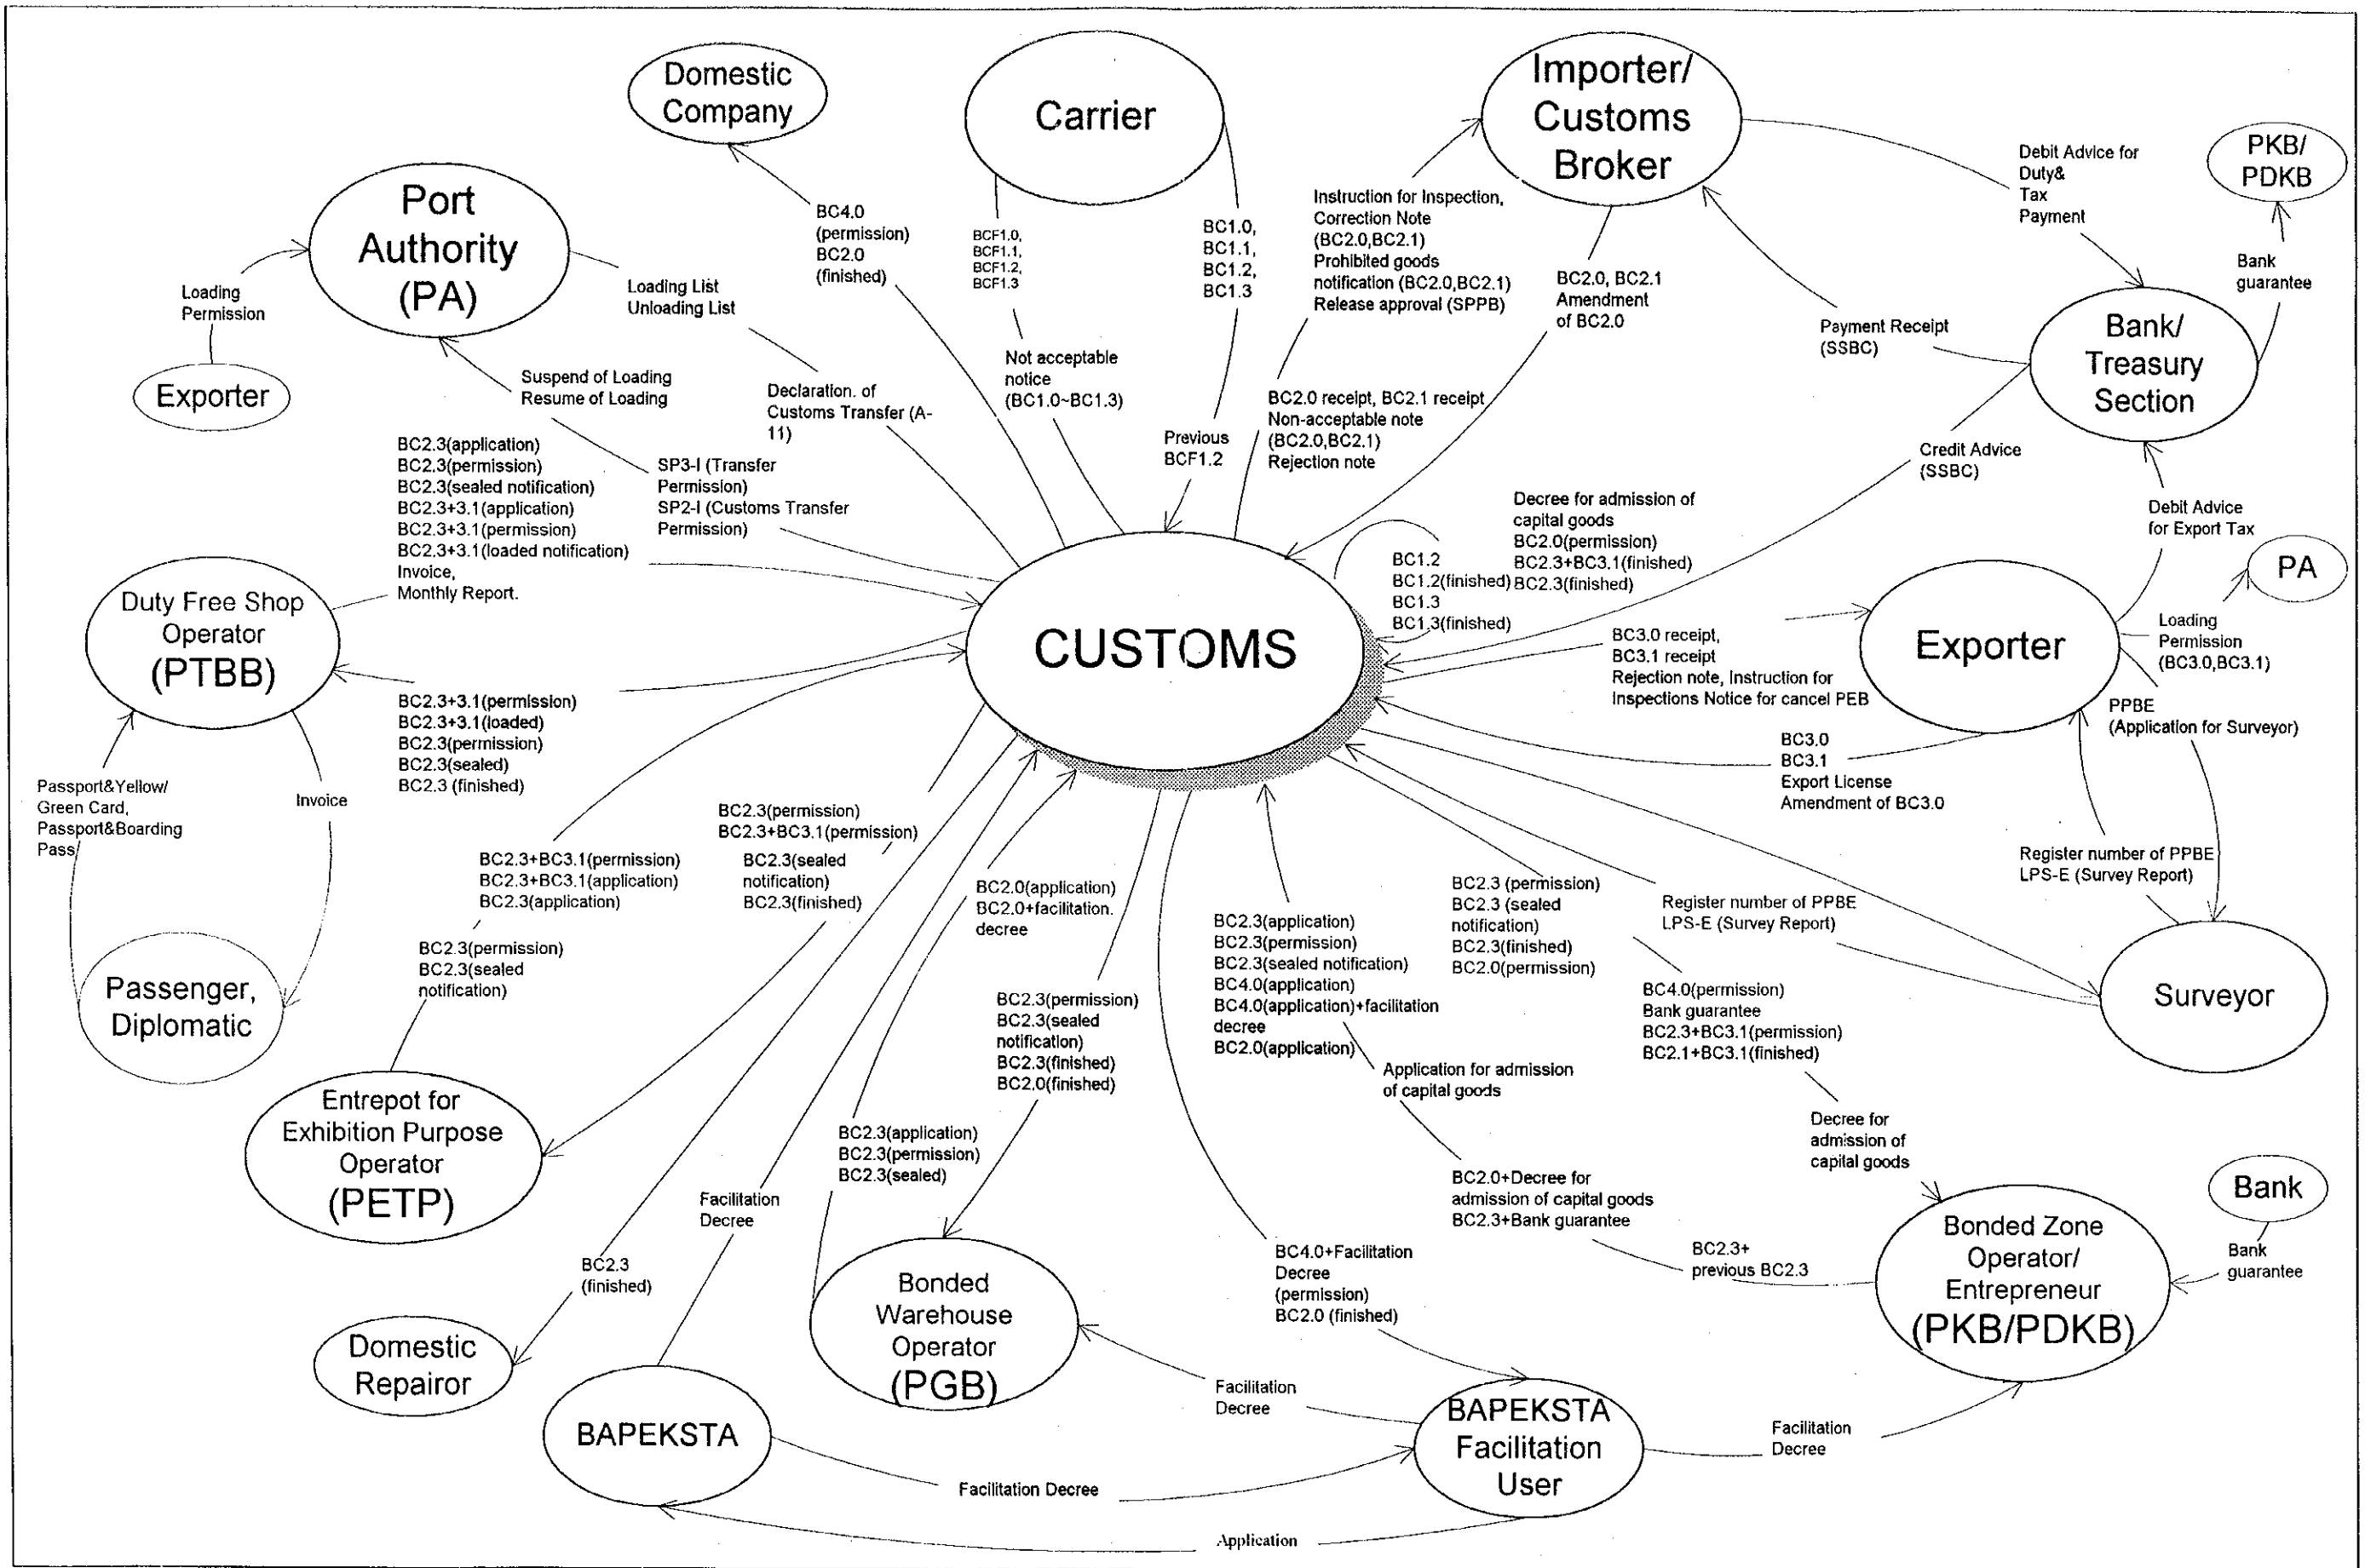 Domestic
Company
Carrier
Importer/
Customs
Broker
PKB/
PDKB
Debit Advice for
Duty&
Tax
Payment
Port
Authority
(PA)
BC4.0
(permission)
BC2.0
(finished)
BCF1.0,
BCF1.1,
BCF1.2,
BCF1.3
BC1.0,
BC1.1,
BC1.2,
BC1.3
Instruction for Inspection,
Correction Note
(BC2.0,BC2.1)
Prohibited goods
notification (BC2.0,BC2.1)
Release approval (SPPB)
BC2.0, BC2.1
Amendment
of BC2.0
Bank
guarantee
Loading
Permission
Loading List
Unloading List
Payment Receipt
(SSBC)
Bank/
Treasury
Section
Exporter
Suspend of Loading
Resume of Loading
Declaration. of
Customs Transfer (A-
11)
Not acceptable
notice
(BC1.0~BC1.3)
BC2.0 receipt, BC2.1 receipt
Non-acceptable note
(BC2.0,BC2.1)
Rejection note
Previous
BCF1.2
Credit Advice
(SSBC)
BC2.3(application)
BC2.3(permission)
BC2.3(sealed notification)
BC2.3+3.1(application)
BC2.3+3.1(permission)
BC2.3+3.1(loaded notification)
Invoice,
Monthly Report.
SP3-I (Transfer
Permission)
SP2-I (Customs Transfer
Permission)
Decree for admission of
capital goods
BC2.0(permission)
BC2.3+BC3.1(finished)
BC2.3(finished)
BC1.2
BC1.2(finished)
BC1.3
BC1.3(finished)
Debit Advice
for Export Tax
PA
Duty Free Shop
Operator
(PTBB)
CUSTOMS
BC3.0 receipt,
BC3.1 receipt
Rejection note, Instruction for
Inspections Notice for cancel PEB
Exporter
Loading
Permission
(BC3.0,BC3.1)
BC2.3+3.1(permission)
BC2.3+3.1(loaded)
BC2.3(permission)
BC2.3(sealed)
BC2.3 (finished)
PPBE
(Application for Surveyor)
BC3.0
BC3.1
Export License
Amendment of BC3.0
Passport&Yellow/
Green Card,
Passport&Boarding
Pass
Invoice
BC2.3(permission)
BC2.3+BC3.1(permission)
BC2.3(sealed
notification)
BC2.3(finished)
BC2.3+BC3.1(permission)
BC2.3+BC3.1(application)
BC2.3(application)
BC2.3(permission)
BC2.3(sealed
notification)
BC2.0(application)
BC2.0+facilitation.
decree
BC2.3(application)
BC2.3(permission)
BC2.3(sealed notification)
BC4.0(application)
BC4.0(application)+facilitation
decree
BC2.0(application)
BC2.3 (permission)
BC2.3 (sealed
notification)
BC2.3(finished)
BC2.0(permission)
Register number of PPBE
LPS-E (Survey Report)
Register number of PPBE
LPS-E (Survey Report)
Passenger,
Diplomatic
BC2.3(permission)
BC2.3(sealed
notification)
BC2.3(finished)
BC2.0(finished)
BC4.0(permission)
Bank guarantee
BC2.3+BC3.1(permission)
BC2.1+BC3.1(finished)
Surveyor
Application for admission
of capital goods
Entrepot for
Exhibition Purpose
Operator
(PETP)
BC2.3(application)
BC2.3(permission)
BC2.3(sealed)
Decree for
admission of
capital goods
Facilitation
Decree
BC2.0+Decree for
admission of capital goods
BC2.3+Bank guarantee
Bank
BC2.3
(finished)
BC4.0+Facilitation
Decree
(permission)
BC2.0 (finished)
BC2.3+
previous BC2.3
Bonded Zone
Operator/
Entrepreneur
(PKB/PDKB)
Bank
guarantee
Domestic
Repairor
Bonded
Warehouse
Operator
(PGB)
Facilitation
Decree
BAPEKSTA
BAPEKSTA
Facilitation
User
Facilitation
Decree
Facilitation Decree
Application